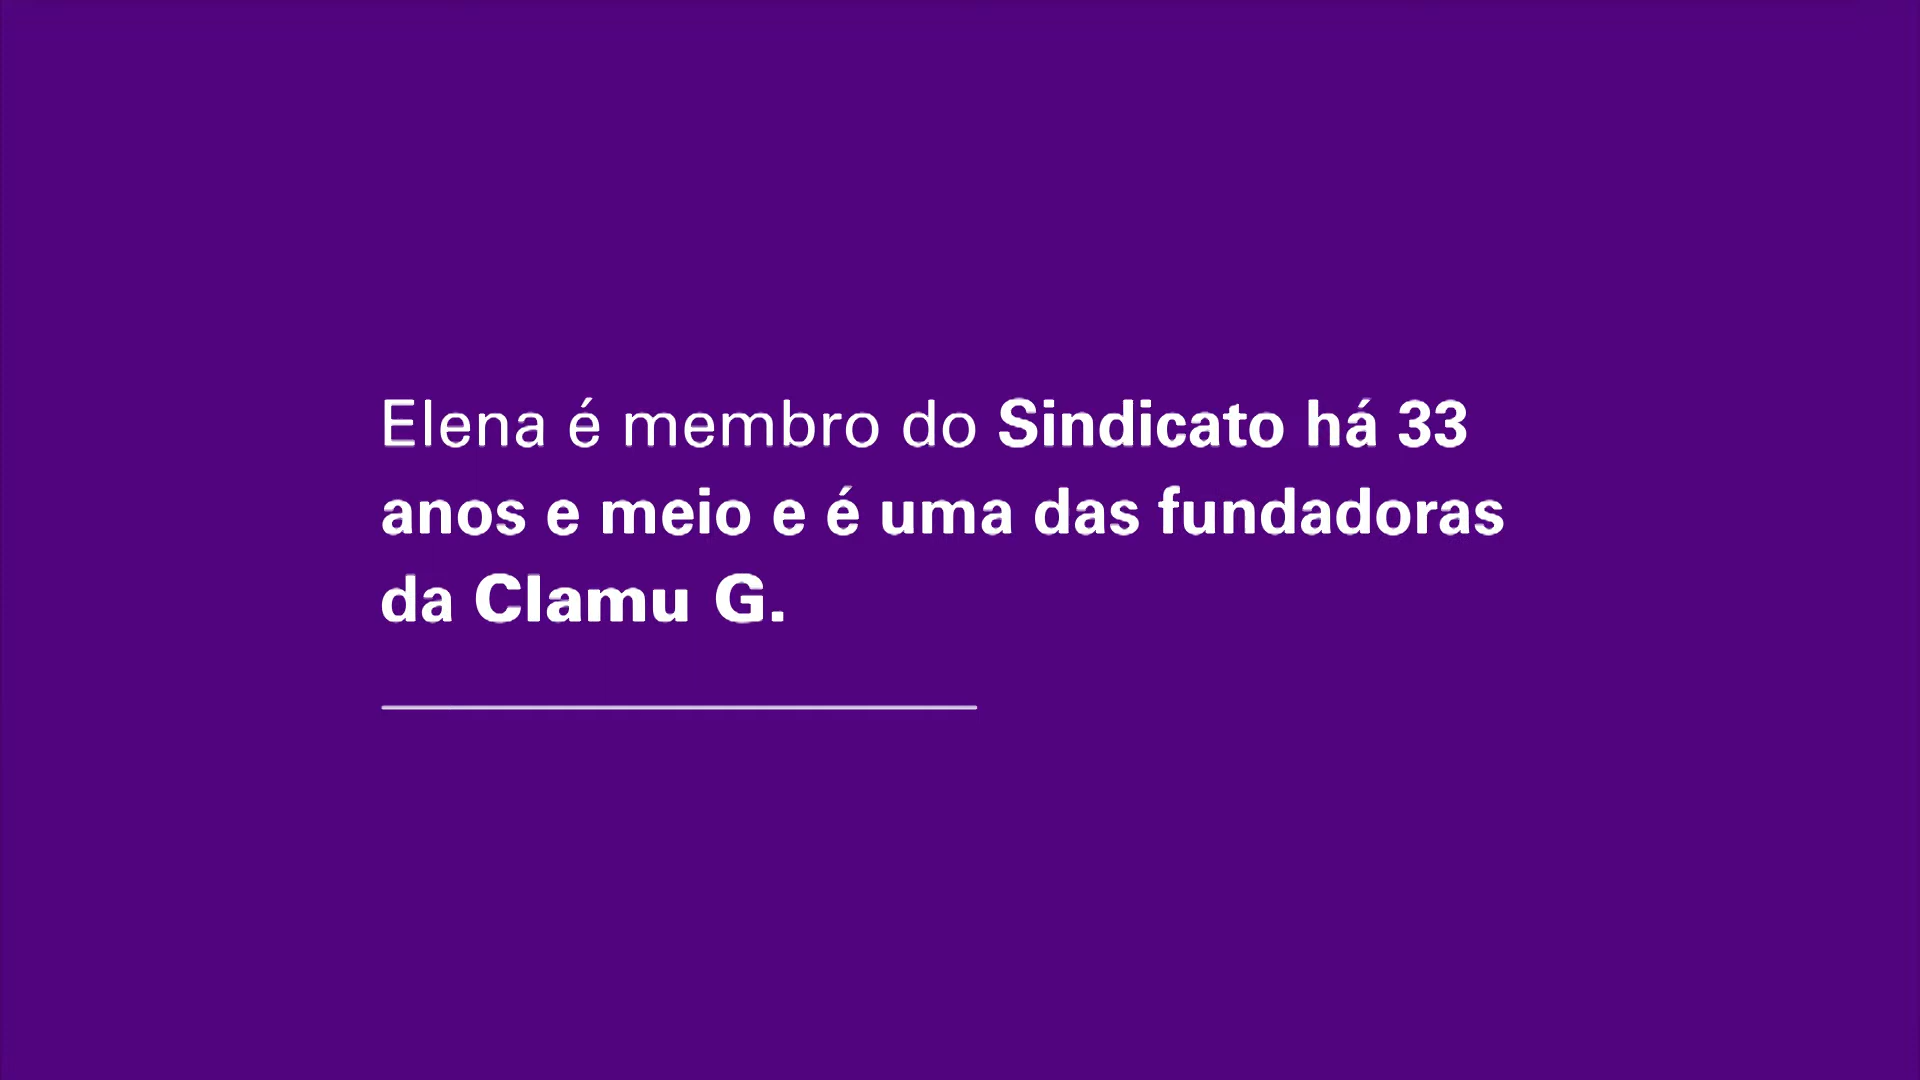 Elena é membro do Sindicato há 33
anos e meio e é uma das fundadoras
da Clamu G.